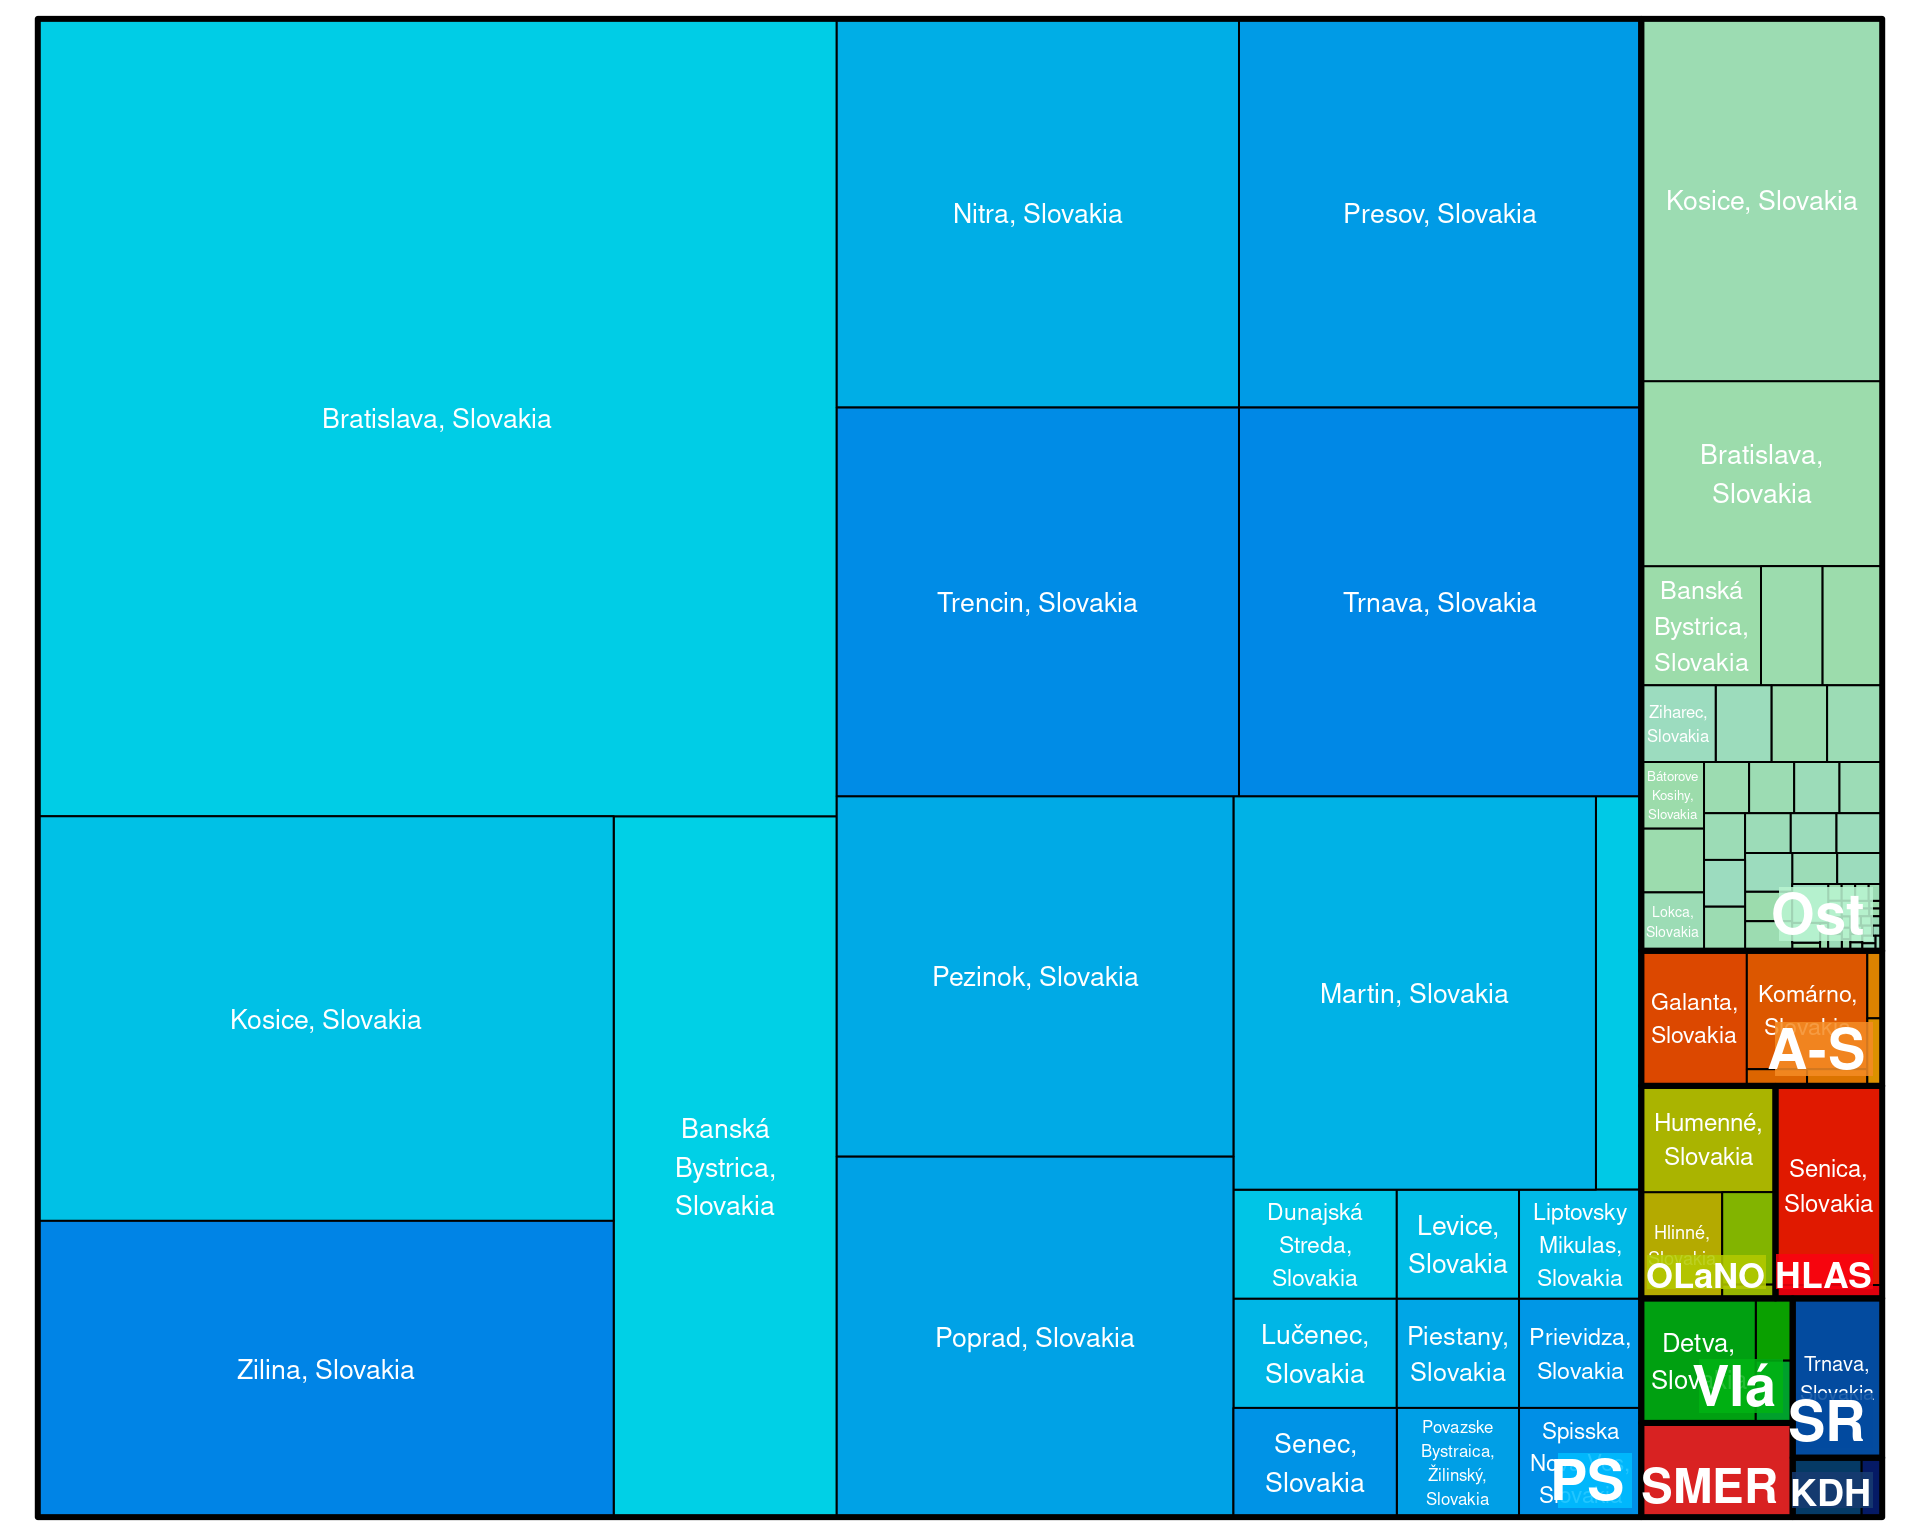 Bratislava, Slovakia
Kosice, Slovakia
Zilina, Slovakia
Banská
Bystrica,
Slovakia
Nitra, Slovakia
Presov, Slovakia
Trencin, Slovakia
Trnava, Slovakia
Pezinok, Slovakia
Poprad, Slovakia
Martin, Slovakia
Dunajská
Streda,
Slovakia
Levice,
Slovakia
Liptovsky
Mikulas,
Slovakia
Lučenec,
Slovakia
Piestany,
Slovakia
Prievidza,
Slovakia
Senec,
Slovakia
Povazske
Bystraica,
Žilinský,
Slovakia
Spisska
PS
Kosice, Slovakia
Bratislava,
Slovakia
Banská
Bystrica,
Slovakia
Ziharec,
Slovakia
Bátorove
Kosihy,
Slovakia
Lokca,
Slovakia
Ost
Galanta,
Slovakia
Komárno,
Slovakia
A-S
Humenné,
Slovakia
Hlinné,
Slovakia
OLaNO
Senica,
Slovakia
HLAS
Detva,
Vlá
Trnava,
Slovakia
SR
SMER
KDH